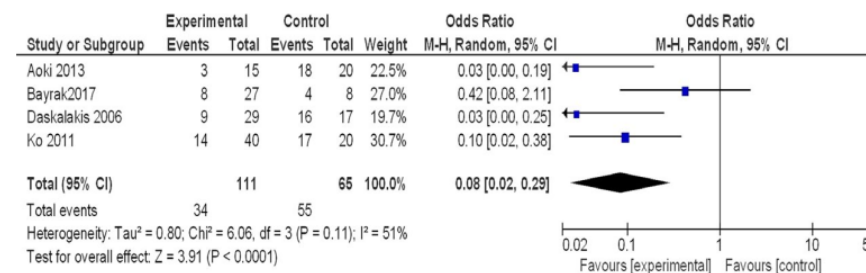 Experimental Control Odds Ratio Odds Ratio
Study or Subgroup Events Total Events Total Weight M-H, Random, 95% CI M-H, Random, 95% CI
Aoki 2013 3 15 18 20 22.5% 0.03 [0.00, 0.19]
Bayrak2017 8 27 4 8 27.0% 0.42 [0.08, 2.11]
Daskalakis 2006 9 29 16 17 19.7% 0.03 [0.00, 0.25]
Ko 2011 14 40 17 20 30.7% 0.10 [0.02, 0.38]
Total (95% CI) 111 65 100.0% 0.08 [0.02, 0.29]
Total events 34 55
Heterogeneity: Tau² = 0.80; Chi² = 6.06, df = 3 (P = 0.11); I² = 51%
Test for overall effect: Z = 3.91 (P < 0.0001)
0.02 0.1 1 10
Favours [experimental] Favours [control]